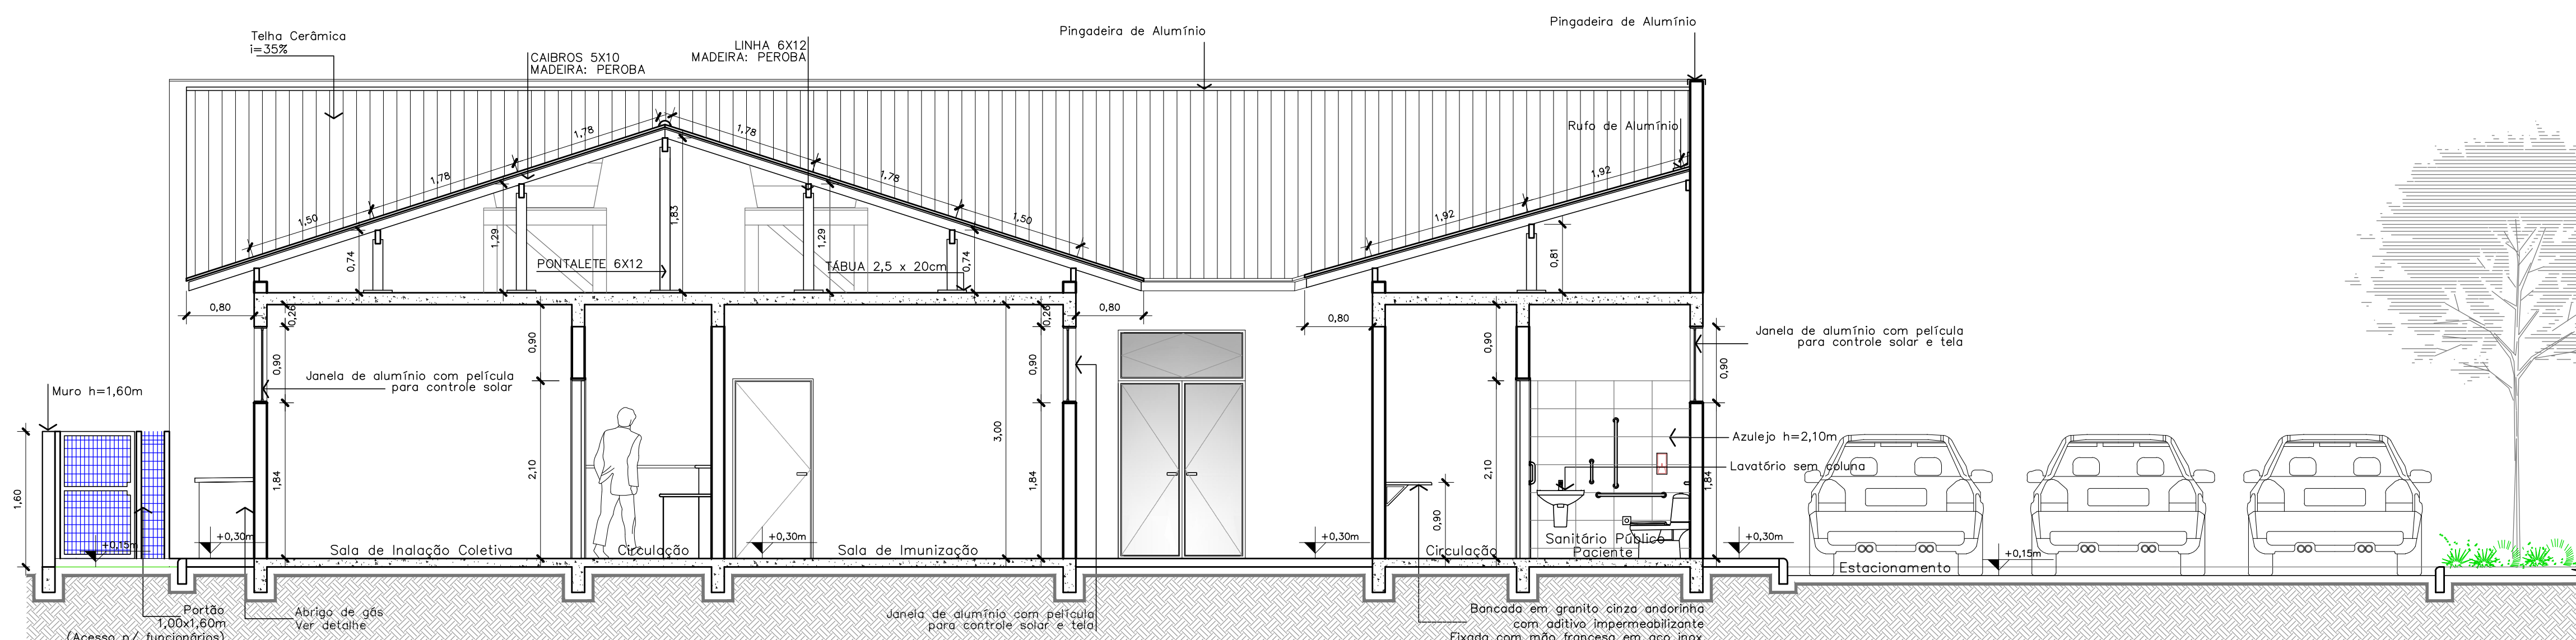 Pingadeira de Alumínio
Pingadeira de Alumínio
Telha Cerâmica
i=35%
LINHA 6X12
MADEIRA: PEROBA
CAIBROS 5X10
MADEIRA: PEROBA
Rufo de Alumínio
1,78
1,78
1,78
1,78
1,92
1,92
1,50
1,50
1,83
1,29
1,29
0,74
0,74
0,81
PONTALETE 6X12
TÁBUA 2,5 x 20cm
0,80
0,26
0,26
0,80
0,80
Janela de alumínio com película
para controle solar e tela
0,90
0,90
0,90
0,90
0,90
Janela de alumínio com película
para controle solar
Muro h=1,60m
Azulejo h=2,10m
Lavatório sem coluna
3,00
1,60
1,84
2,10
1,84
2,10
1,84
0,90
+0,15m
+0,30m
+0,30m
+0,30m
+0,30m
+0,15m
Sala de Inalação Coletiva
Circulação
Sala de Imunização
Circulação
Sanitário Público
Paciente
Estacionamento
Portão
1,00x1,60m
(Acesso p/ funcionários)
Abrigo de gás
Ver detalhe
Janela de alumínio com película
para controle solar e tela
Bancada em granito cinza andorinha
com aditivo impermeabilizante
Fixada com mão francesa em aço inox